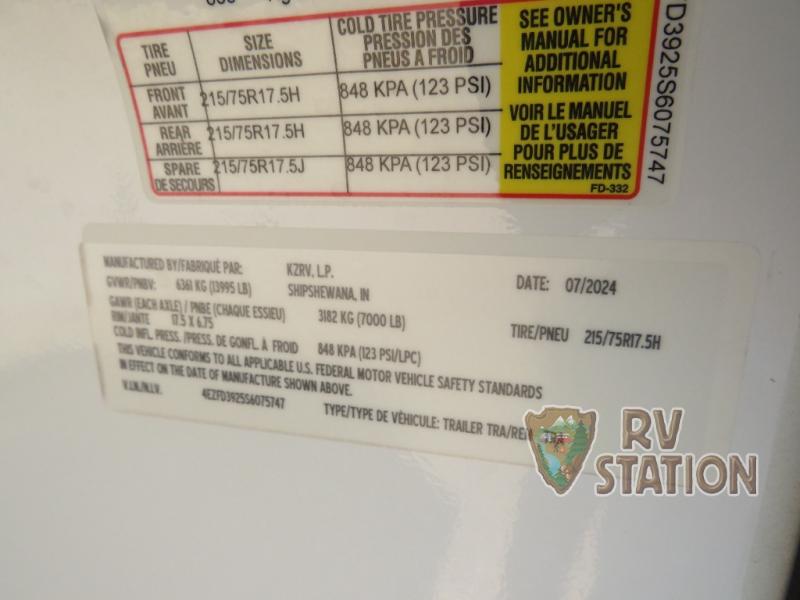 TIRE PNEU SIZE DIMENSIONS COLD TIRE PRESSURE PRESSION DES PNEUS A FROID
FRONT AVANT 215/75R17.5H 848 KPA (123 PSI)
REAR ARRIÈRE 215/75R17.5H 848 KPA (123 PSI)
SPARE DE SECOURS 215/75R17.5J 848 KPA (123 PSI)
SEE OWNER'S
MANUAL FOR
ADDITIONAL
INFORMATION
VOIR LE MANUEL
DE L'USAGER
POUR PLUS DE
RENSEIGNEMENTS
FD-332
D3925S6075747
MANUFACTURED BY/FABRIQUÉ PAR: KZRV, L.P. DATE: 07/2024
GVWR/PNBV: 6361 KG (13995 LB) SHIPSHEWANA, IN
GAWR (EACH AXLE) / PNBE (CHAQUE ESSIEU) 3182 KG (7000 LB) TIRE/PNEU 215/75R17.5H
RIM/JANTE 17.5 X 6.75
COLD INFL. PRESS. /PRESS. DE GONFL. À FROID 848 KPA (123 PSI/LPC)
THIS VEHICLE CONFORMS TO ALL APPLICABLE U.S. FEDERAL MOTOR VEHICLE SAFETY STANDARDS
IN EFFECT ON THE DATE OF MANUFACTURE SHOWN ABOVE.
V.I.N./N.I.V. 4EZFD3925S6075747 TYPE/TYPE DE VÉHICULE: TRAILER TRA/REM
RV
STATION